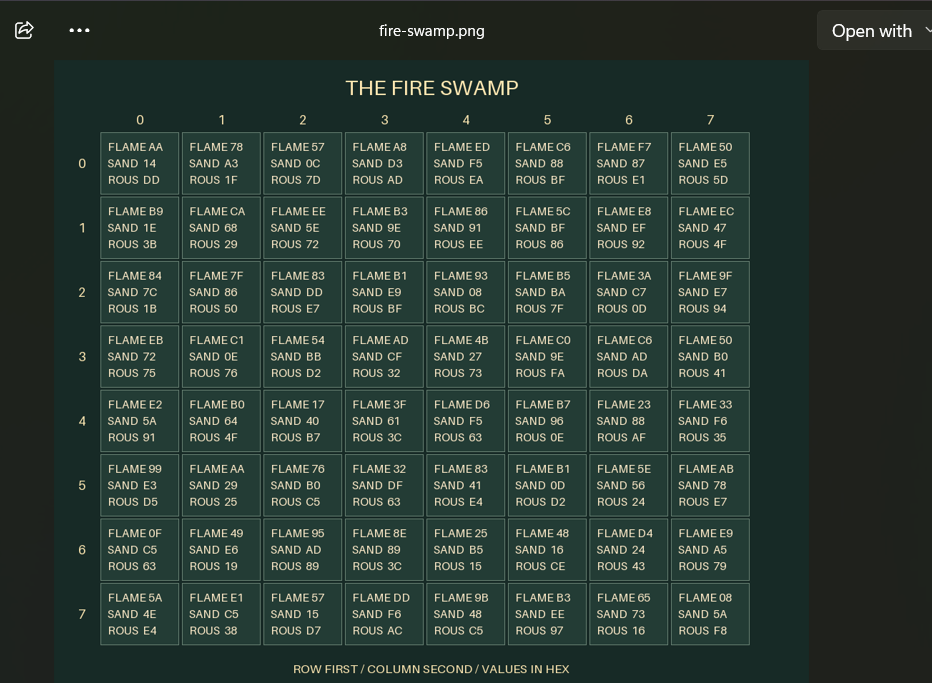 fire-swamp.png
Open with
THE FIRE SWAMP
0 1 2 3 4 5 6 7
FLAME AA FLAME 78 FLAME 57 FLAME A8 FLAME ED FLAME C6 FLAME F7 FLAME 50
0 SAND 14 SAND A3 SAND 0C SAND D3 SAND F5 SAND 88 SAND 87 SAND E5
ROUS DD ROUS 1F ROUS 7D ROUS AD ROUS EA ROUS BF ROUS E1 ROUS 5D
FLAME B9 FLAME CA FLAME EE FLAME B3 FLAME 86 FLAME 5C FLAME E8 FLAME EC
1 SAND 1E SAND 68 SAND 5E SAND 9E SAND 91 SAND BF SAND EF SAND 47
ROUS 3B ROUS 29 ROUS 72 ROUS 70 ROUS EE ROUS 86 ROUS 92 ROUS 4F
FLAME 84 FLAME 7F FLAME 83 FLAME B1 FLAME 93 FLAME B5 FLAME 3A FLAME 9F
2 SAND 7C SAND 86 SAND DD SAND E9 SAND 08 SAND BA SAND C7 SAND E7
ROUS 1B ROUS 50 ROUS E7 ROUS BF ROUS BC ROUS 7F ROUS 0D ROUS 94
FLAME EB FLAME C1 FLAME 54 FLAME AD FLAME 4B FLAME C0 FLAME C6 FLAME 50
3 SAND 72 SAND 0E SAND BB SAND CF SAND 27 SAND 9E SAND AD SAND B0
ROUS 75 ROUS 76 ROUS D2 ROUS 32 ROUS 73 ROUS FA ROUS DA ROUS 41
FLAME E2 FLAME B0 FLAME 17 FLAME 3F FLAME D6 FLAME B7 FLAME 23 FLAME 33
4 SAND 5A SAND 64 SAND 40 SAND 61 SAND F5 SAND 96 SAND 88 SAND F6
ROUS 91 ROUS 4F ROUS B7 ROUS 3C ROUS 63 ROUS 0E ROUS AF ROUS 35
FLAME 99 FLAME AA FLAME 76 FLAME 32 FLAME 83 FLAME B1 FLAME 5E FLAME AB
5 SAND E3 SAND 29 SAND B0 SAND DF SAND 41 SAND 0D SAND 56 SAND 78
ROUS D5 ROUS 25 ROUS C5 ROUS 63 ROUS E4 ROUS D2 ROUS 24 ROUS E7
FLAME 0F FLAME 49 FLAME 95 FLAME 8E FLAME 25 FLAME 48 FLAME D4 FLAME E9
6 SAND C5 SAND E6 SAND AD SAND 89 SAND B5 SAND 16 SAND 24 SAND A5
ROUS 63 ROUS 19 ROUS 89 ROUS 3C ROUS 15 ROUS CE ROUS 43 ROUS 79
FLAME 5A FLAME E1 FLAME 57 FLAME DD FLAME 9B FLAME B3 FLAME 65 FLAME 08
7 SAND 4E SAND C5 SAND 15 SAND F6 SAND 48 SAND EE SAND 73 SAND 5A
ROUS E4 ROUS 38 ROUS D7 ROUS AC ROUS C5 ROUS 97 ROUS 16 ROUS F8
ROW FIRST / COLUMN SECOND / VALUES IN HEX